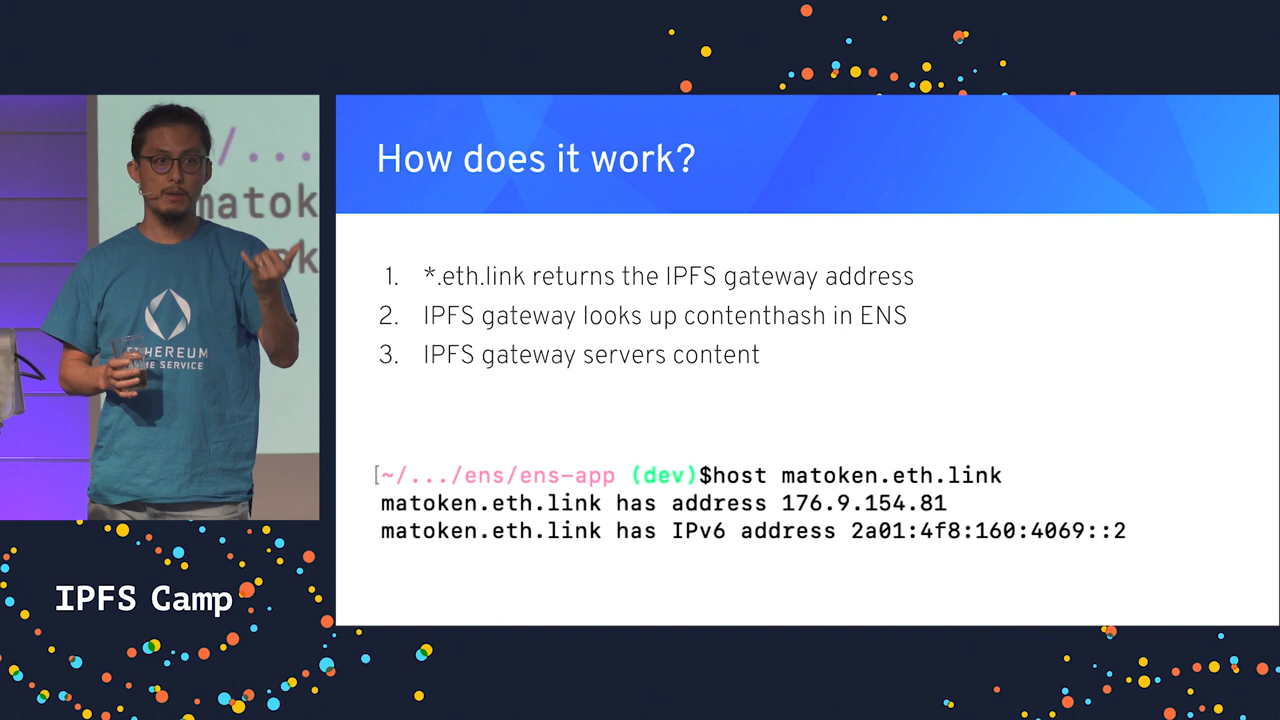 How does it work?
1. *.eth.link returns the IPFS gateway address
2. IPFS gateway looks up contenthash in ENS
3. IPFS gateway servers content
[~/.../ens/ens-app (dev)$host matoken.eth.link
matoken.eth.link has address 176.9.154.81
matoken.eth.link has IPv6 address 2a01:4f8:160:4069::2
/...
matok
ETHEREUM
SERVICE
IPFS Camp